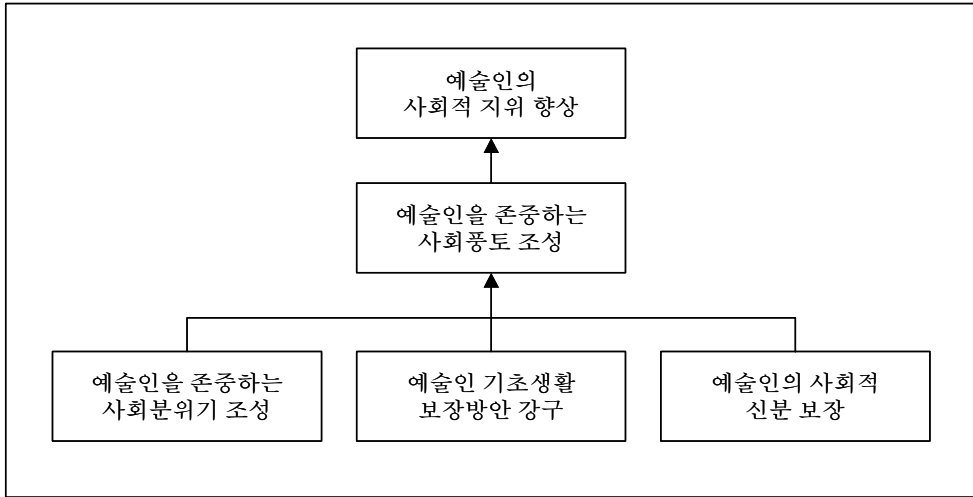 예술인의
사회적 지위 향상
예술인을 존중하는
사회풍토 조성
예술인을 존중하는
사회분위기 조성
예술인 기초생활
보장방안 강구
예술인의 사회적
신분 보장